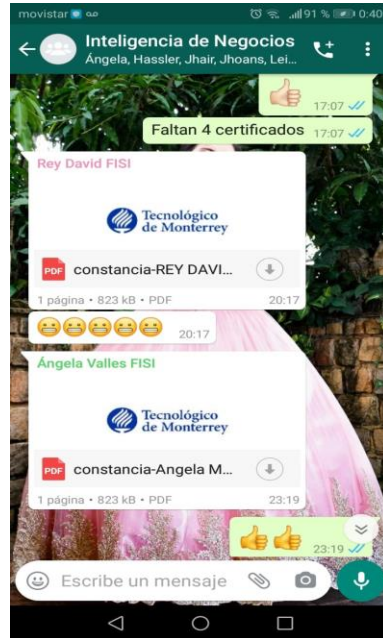 movistar 91 % 0:40
Inteligencia de Negocios
Ángela, Hassler, Jhair, Jhoans, Lei...
17:07
Faltan 4 certificados 17:07
Rey David FISI
Tecnológico
de Monterrey
PDF constancia-REY DAVI...
1 página • 823 kB • PDF 20:17
20:17
Ángela Valles FISI
Tecnológico
de Monterrey
PDF constancia-Angela M...
1 página • 823 kB • PDF 23:19
23:19
Escribe un mensaje